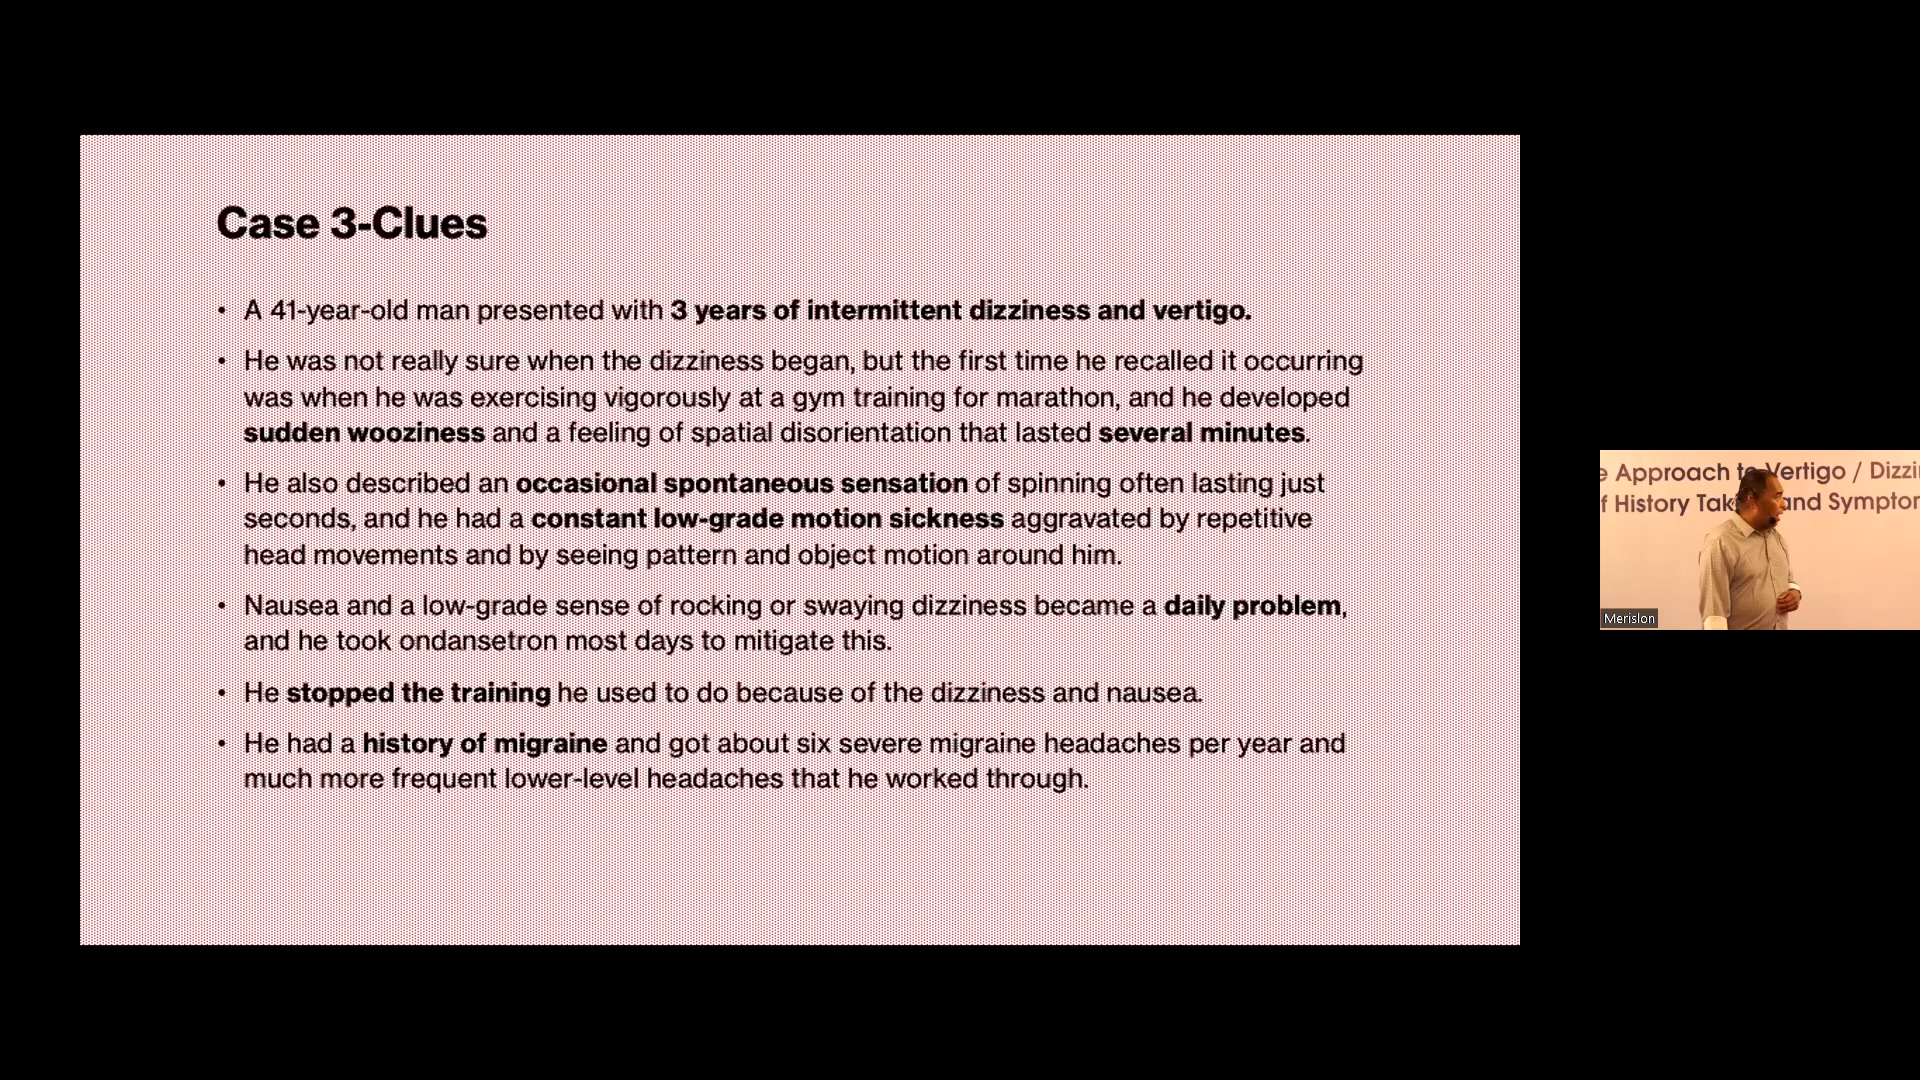 Case 3-Clues
• A 41-year-old man presented with 3 years of intermittent dizziness and vertigo.
• He was not really sure when the dizziness began, but the first time he recalled it occurring
was when he was exercising vigorously at a gym training for marathon, and he developed
sudden wooziness and a feeling of spatial disorientation that lasted several minutes.
• He also described an occasional spontaneous sensation of spinning often lasting just
seconds, and he had a constant low-grade motion sickness aggravated by repetitive
head movements and by seeing pattern and object motion around him.
• Nausea and a low-grade sense of rocking or swaying dizziness became a daily problem,
and he took ondansetron most days to mitigate this.
• He stopped the training he used to do because of the dizziness and nausea.
• He had a history of migraine and got about six severe migraine headaches per year and
much more frequent lower-level headaches that he worked through.
e Approach to Vertigo / Dizzi
f History Tak and Sympto
Merislon